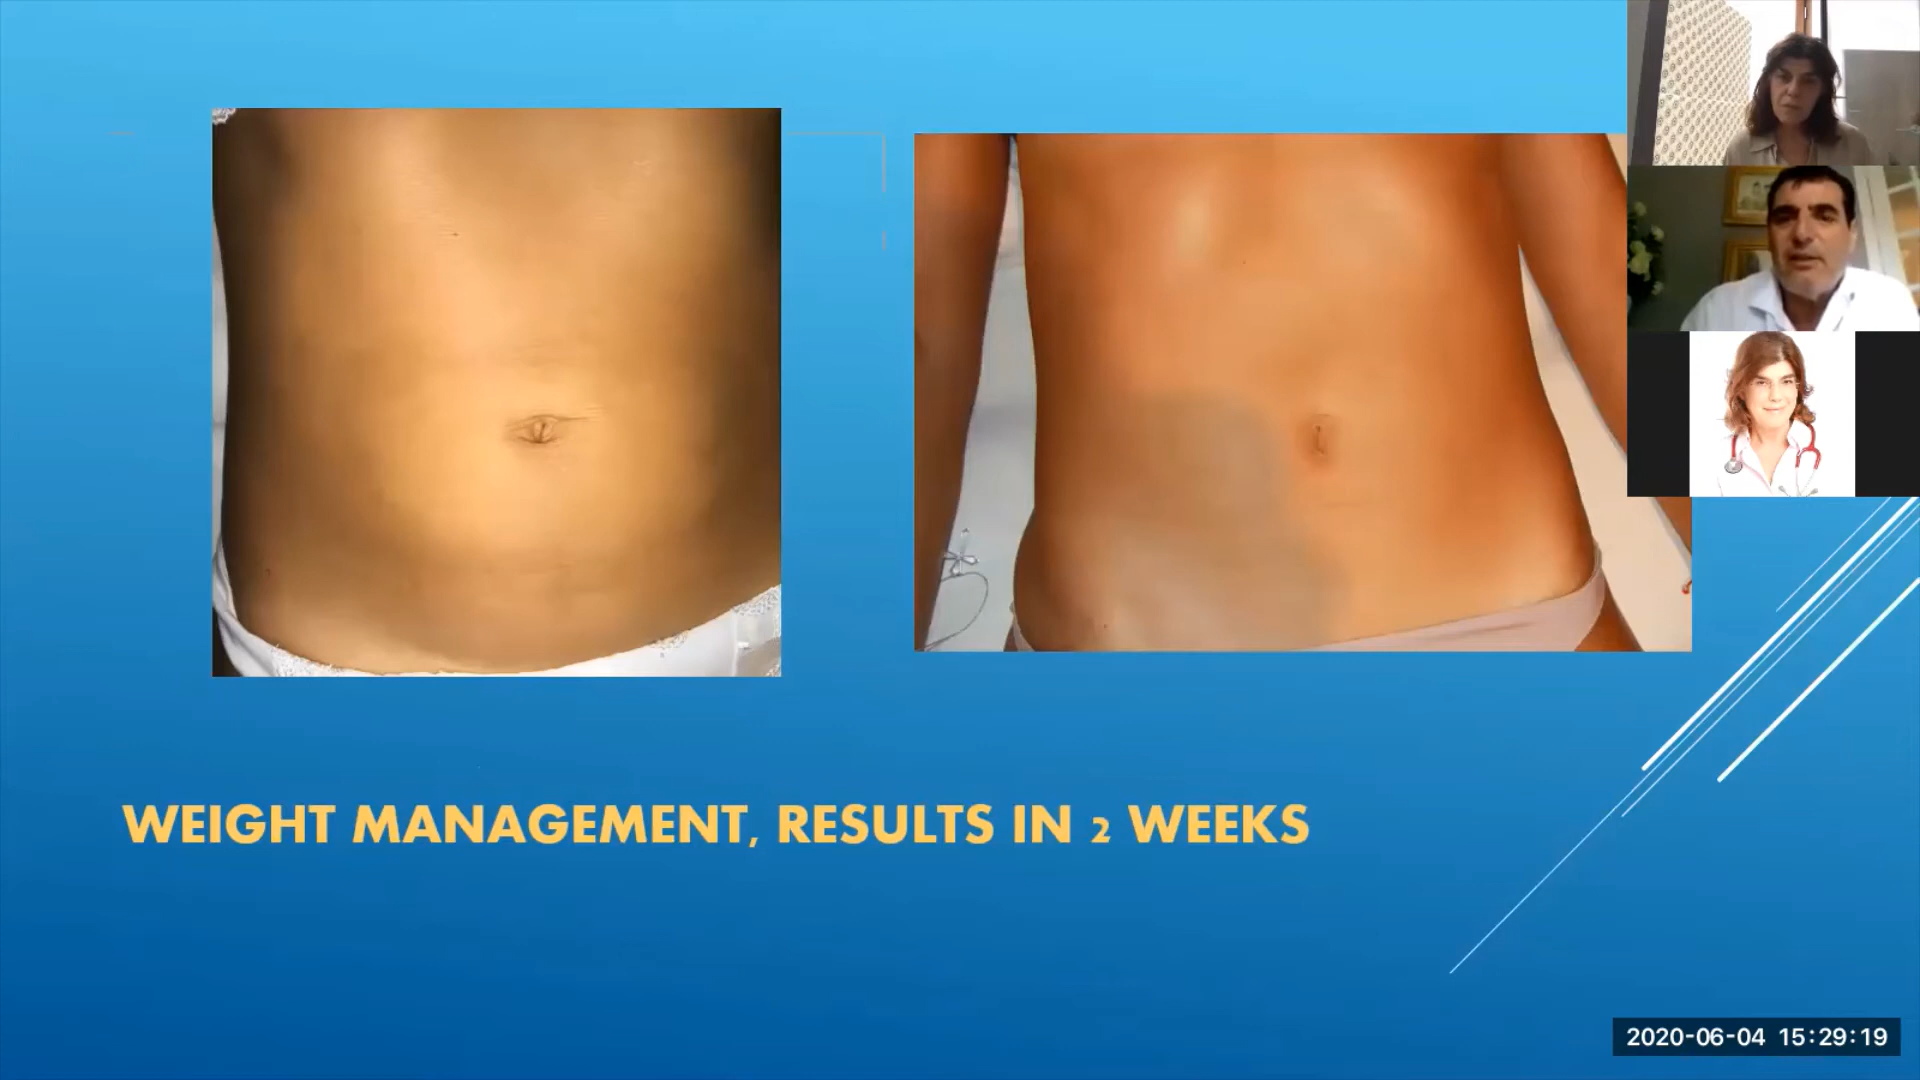 WEIGHT MANAGEMENT, RESULTS IN 2 WEEKS
2020-06-04 15:29:19